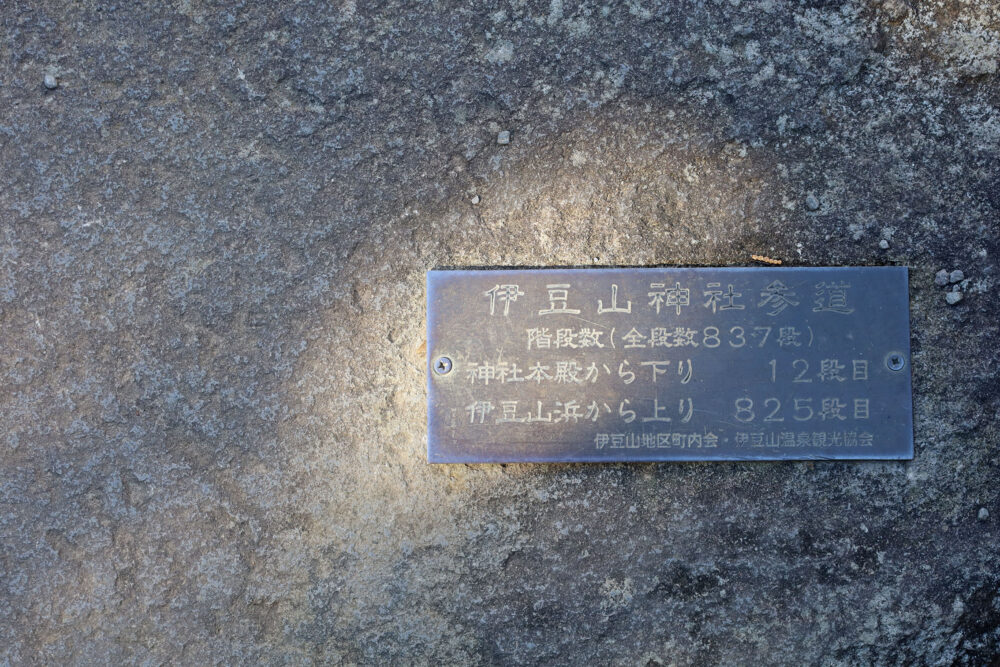 伊豆山神社参道
階段数(全段数837段)
神社本殿から下り 12段目
伊豆山浜から上り 825段目
伊豆山地区町内会・伊豆山温泉観光協会